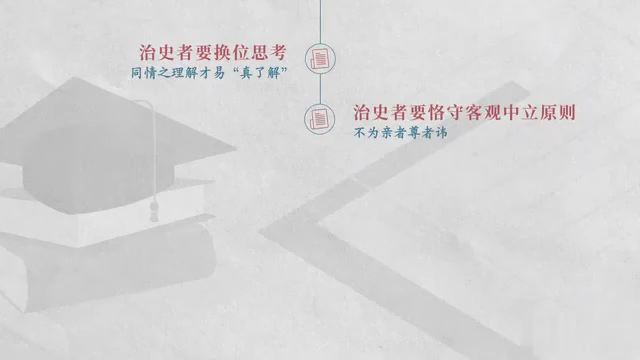 治史者要换位思考
同情之理解才易“真了解”
治史者要恪守客观中立原则
不为亲者尊者讳